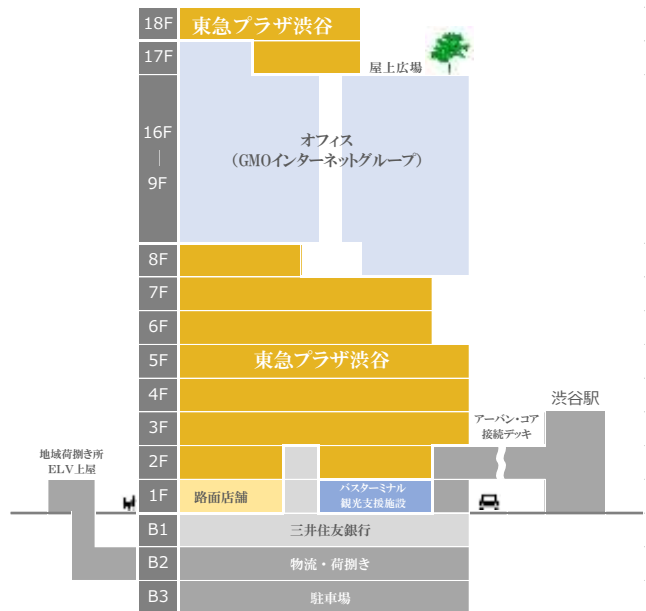 18F
東急プラザ渋谷
17F
屋上広場
16F
｜
9F
オフィス
(GMOインターネットグループ)
8F
7F
6F
5F
東急プラザ渋谷
4F
3F
渋谷駅
アーバン・コア
接続デッキ
2F
地域荷捌き所
ELV上屋
1F
路面店舗
バスターミナル
観光支援施設
B1
三井住友銀行
B2
物流・荷捌き
B3
駐車場